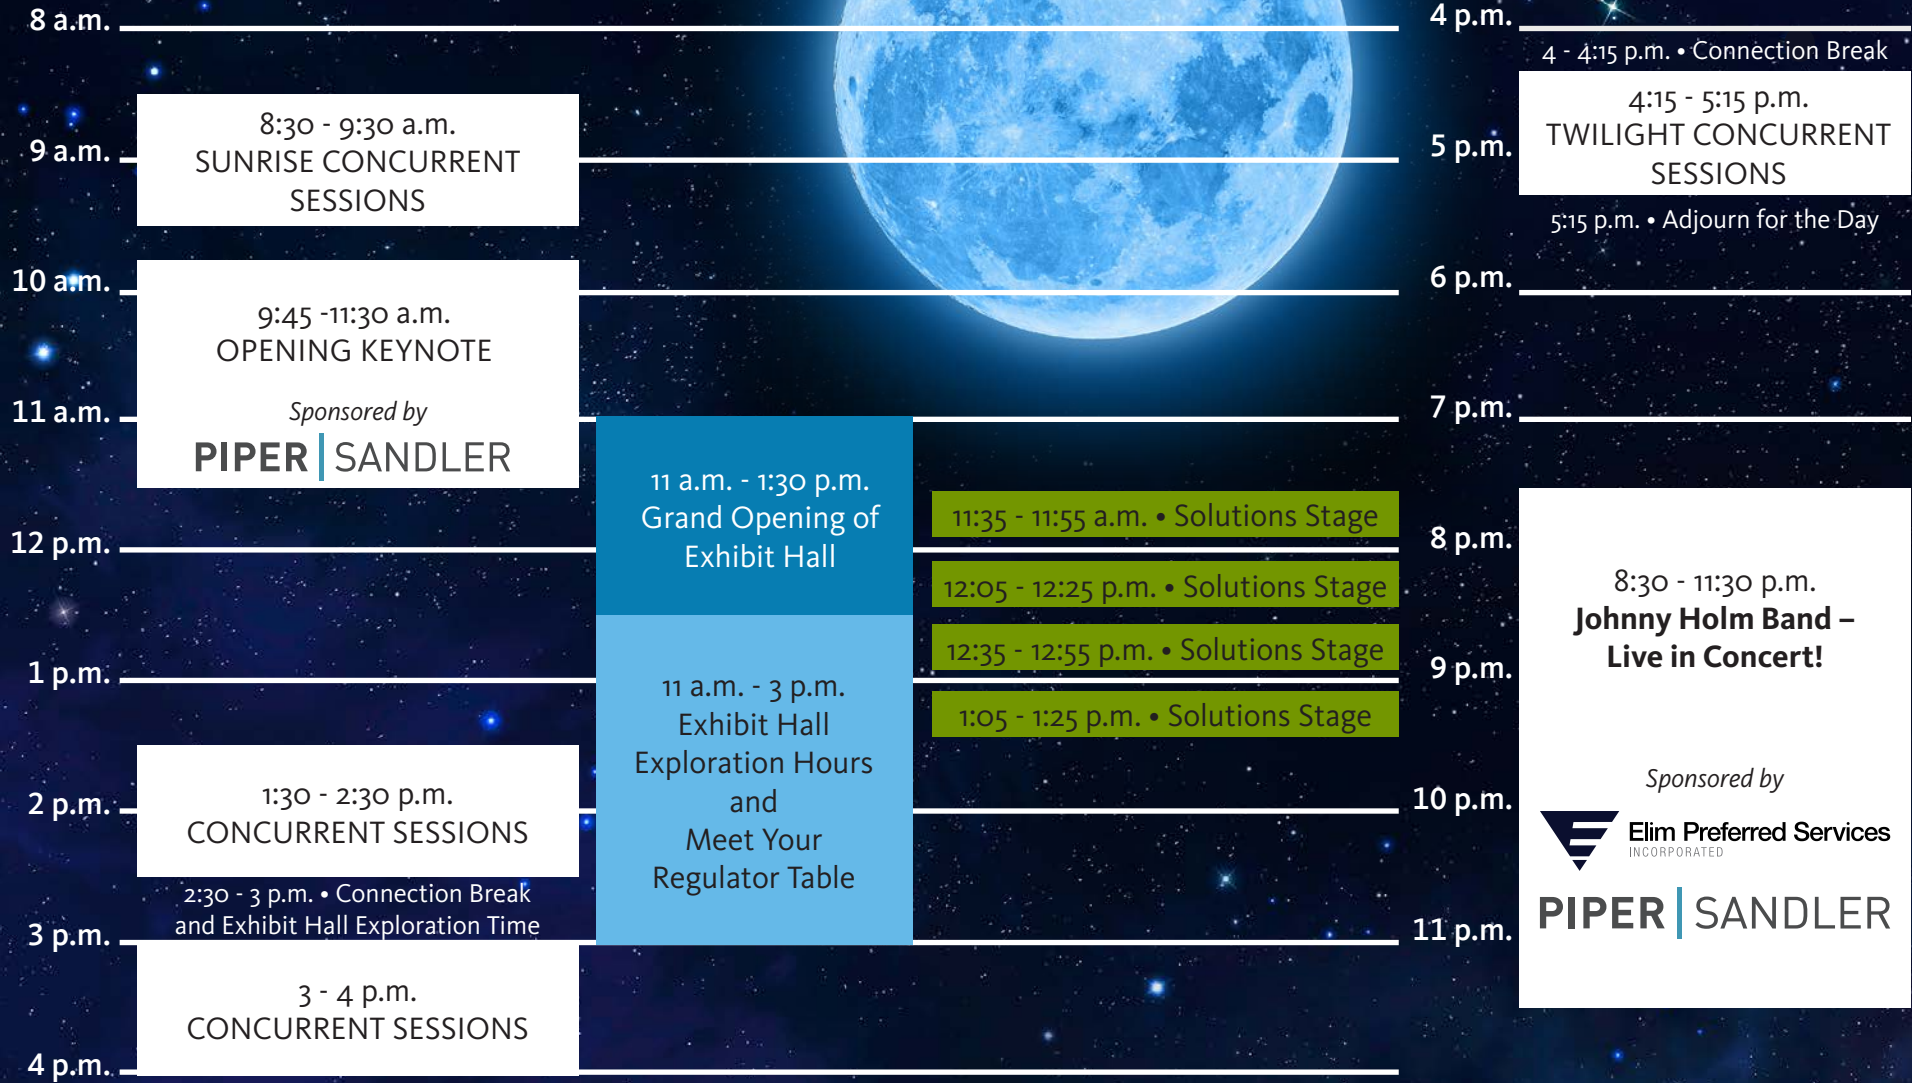 8 a.m.
8:30 - 9:30 a.m.
SUNRISE CONCURRENT
SESSIONS
9 a.m.
10 a.m.
9:45 -11:30 a.m.
OPENING KEYNOTE
Sponsored by
PIPER | SANDLER
11 a.m.
12 p.m.
1 p.m.
1:30 - 2:30 p.m.
CONCURRENT SESSIONS
2 p.m.
2:30 - 3 p.m. • Connection Break
and Exhibit Hall Exploration Time
3 p.m.
3 - 4 p.m.
CONCURRENT SESSIONS
4 p.m.
11 a.m. - 1:30 p.m.
Grand Opening of
Exhibit Hall
11 a.m. - 3 p.m.
Exhibit Hall
Exploration Hours
and
Meet Your
Regulator Table
11:35 - 11:55 a.m. • Solutions Stage
12:05 - 12:25 p.m. • Solutions Stage
12:35 - 12:55 p.m. • Solutions Stage
1:05 - 1:25 p.m. • Solutions Stage
4 p.m.
4 - 4:15 p.m. • Connection Break
4:15 - 5:15 p.m.
TWILIGHT CONCURRENT
SESSIONS
5 p.m.
5:15 p.m. • Adjourn for the Day
6 p.m.
7 p.m.
8 p.m.
8:30 - 11:30 p.m.
Johnny Holm Band –
Live in Concert!
9 p.m.
10 p.m.
Sponsored by
Elim Preferred Services
INCORPORATED
PIPER | SANDLER
11 p.m.